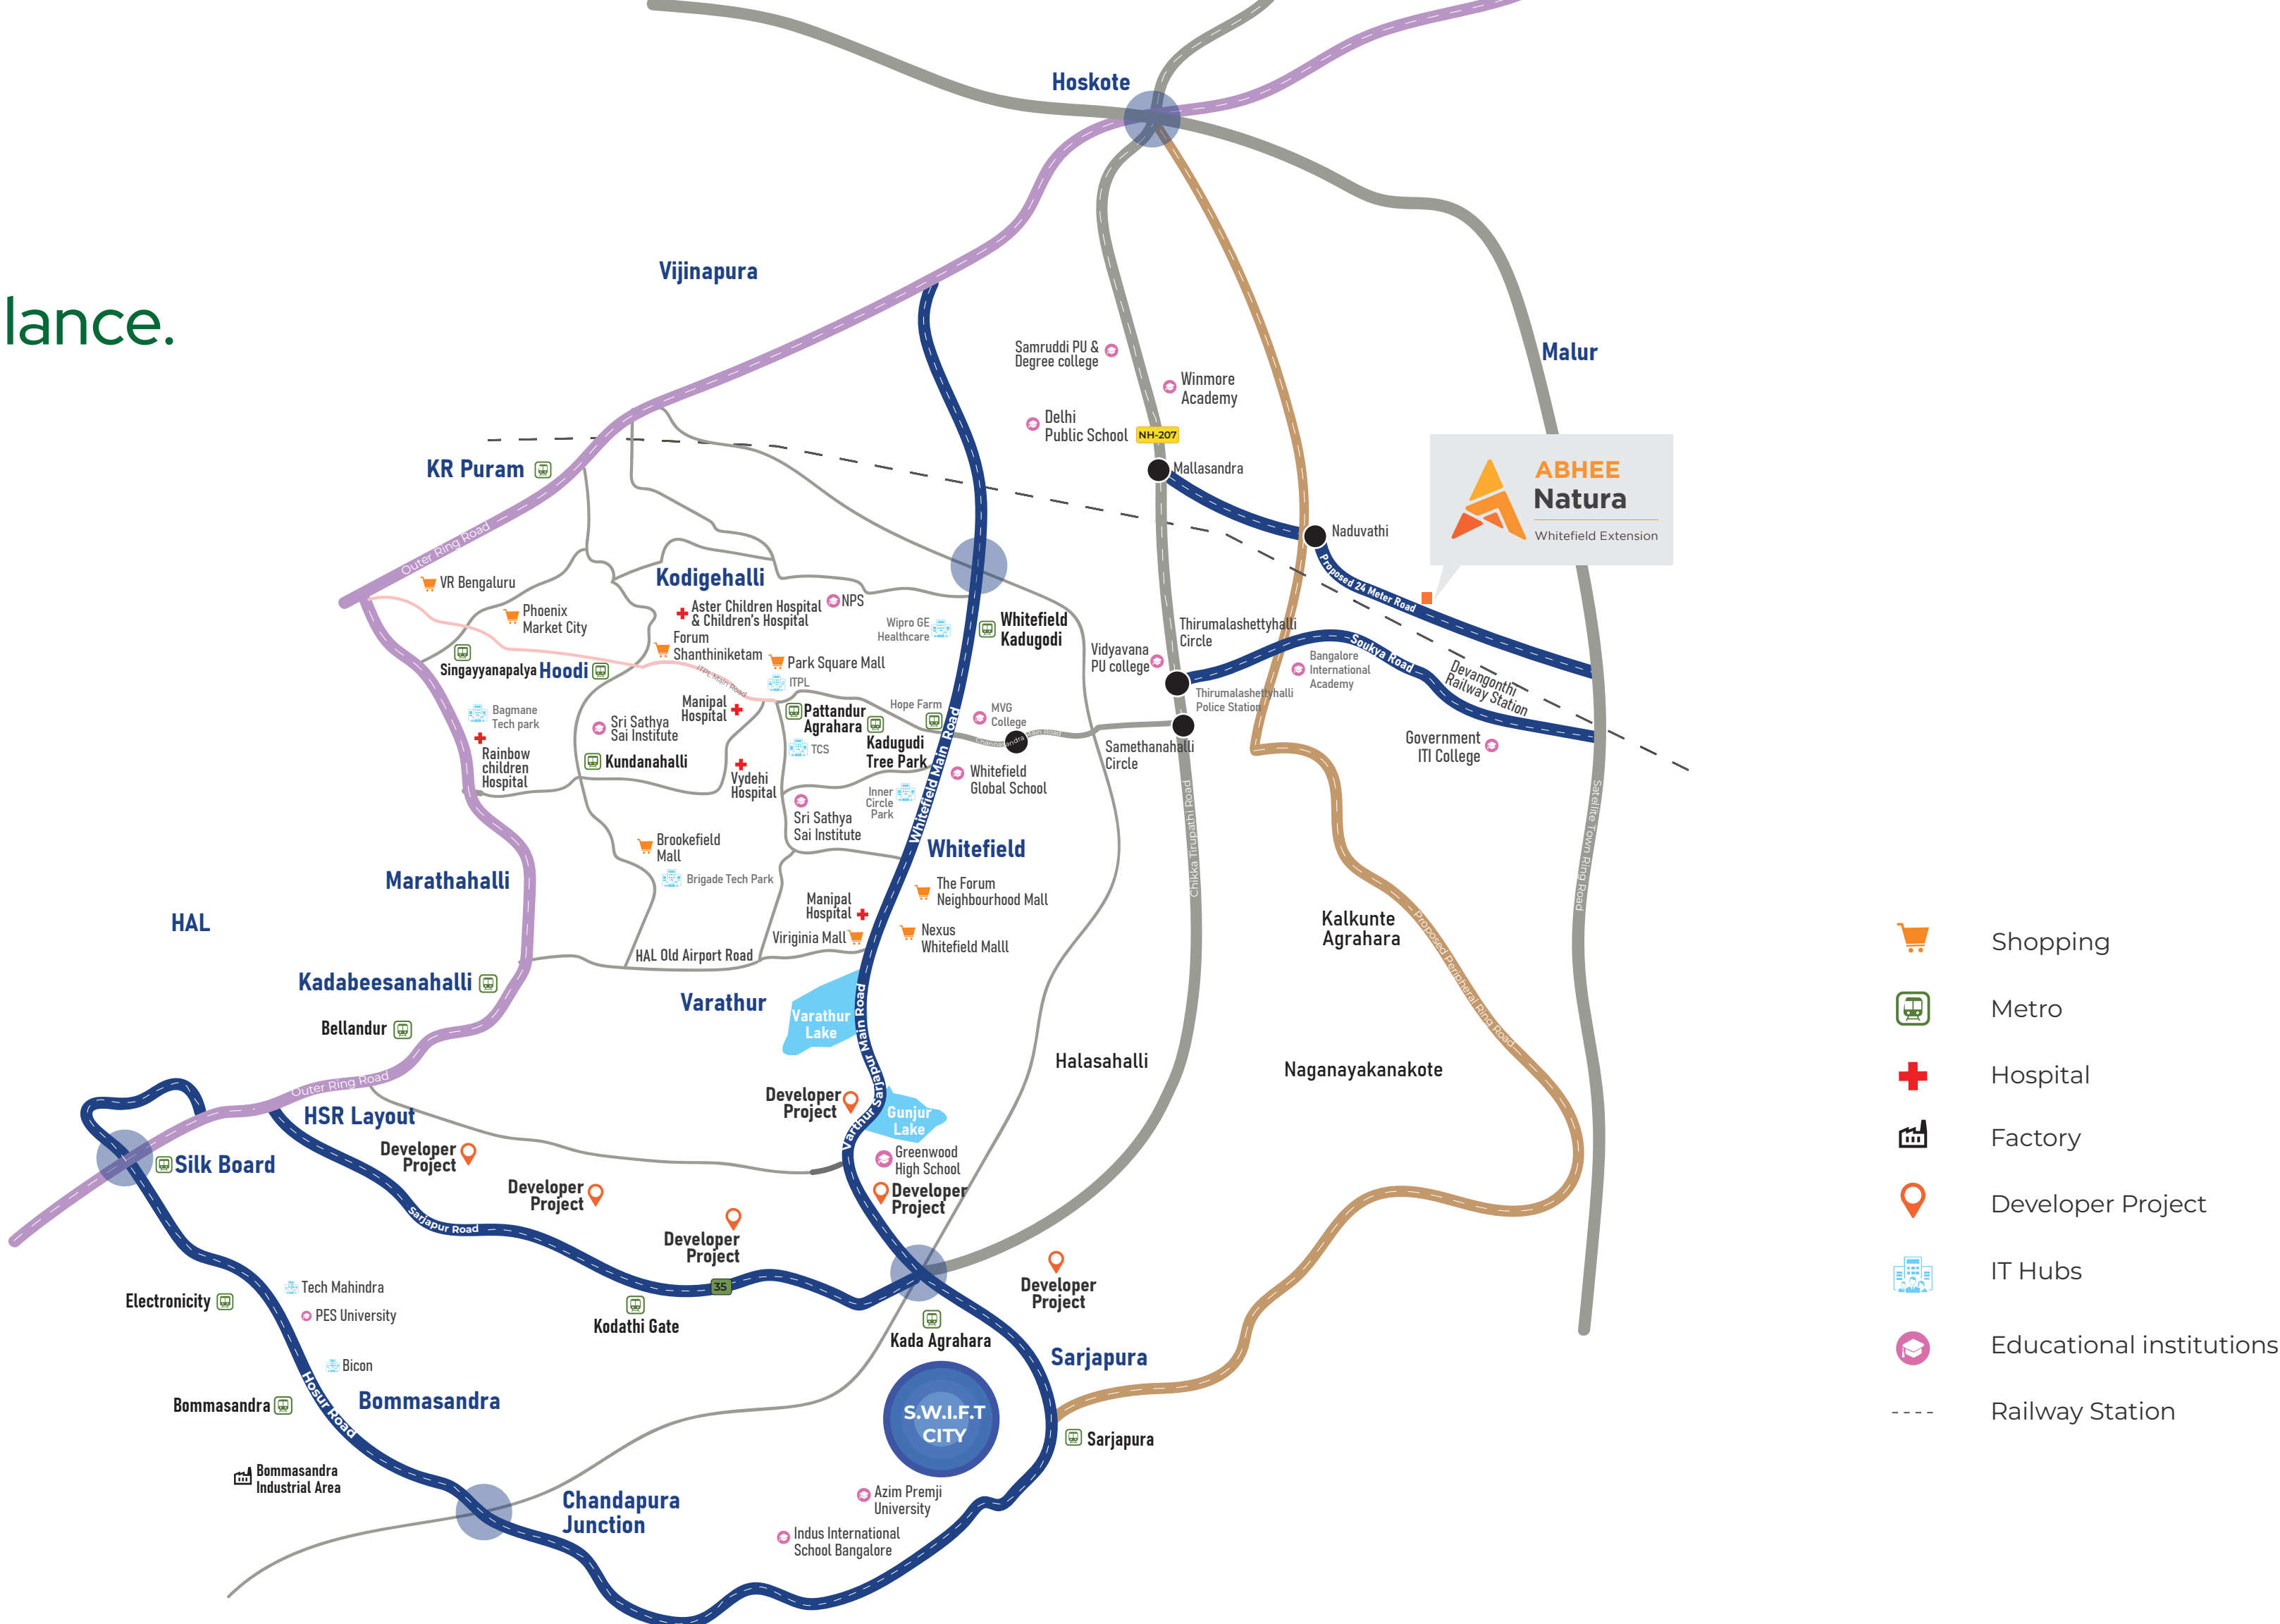 lance.
Hoskote
Vijinapura
Samruddi PU &
Degree college
Winmore
Academy
Delhi
Public School
NH-207
Malur
KR Puram
Mallasandra
ABHEE
Natura
Whitefield Extension
Outer Ring Road
Naduvathi
Proposed 24 Meter Road
VR Bengaluru
Kodigehalli
Phoenix
Market City
Aster Children Hospital
& Children's Hospital
NPS
Wipro GE
Healthcare
Whitefield
Kadugodi
Forum
Shanthiniketam
Park Square Mall
ITPL
ITPL Main Road
Singayyanapalya
Hoodi
Vidyavana
PU college
Thirumalashettyhalli
Circle
Soukya Road
Bangalore
International
Academy
Devangonthi
Railway Station
Thirumalashettyhalli
Police Station
Bagmane
Tech park
Sri Sathya
Sai Institute
Manipal
Hospital
Pattandur
Agrahara
Hope Farm
MVG
College
Channasandra Main Road
Rainbow
children
Hospital
Kundanahalli
TCS
Kadugudi
Tree Park
Samethanahalli
Circle
Government
ITI College
Vydehi
Hospital
Whitefield
Global School
Inner
Circle
Park
Whitefield Main Road
Sri Sathya
Sai Institute
Chikka Tirupathi Road
Satellite Town Ring Road
Brookefield
Mall
Whitefield
Brigade Tech Park
Marathahalli
The Forum
Neighbourhood Mall
Manipal
Hospital
Viriginia Mall
Nexus
Whitefield Malll
HAL
HAL Old Airport Road
Kalkunte
Agrahara
Proposed Peripheral Ring Road
Kadabeesanahalli
Varathur
Varathur
Lake
Bellandur
Varthur Sarjapur Main Road
Halasahalli
Naganayakanakote
Outer Ring Road
HSR Layout
Developer
Project
Gunjur
Lake
Developer
Project
Silk Board
Greenwood
High School
Developer
Project
Developer
Project
Sarjapur Road
Developer
Project
35
Developer
Project
Tech Mahindra
Electronicity
PES University
Kodathi Gate
Kada Agrahara
Sarjapura
Bicon
Hosur Road
Bommasandra
Bommasandra
S.W.I.F.T
CITY
Sarjapura
Bommasandra
Industrial Area
Chandapura
Junction
Azim Premji
University
Indus International
School Bangalore
Shopping
Metro
Hospital
Factory
Developer Project
IT Hubs
Educational institutions
Railway Station